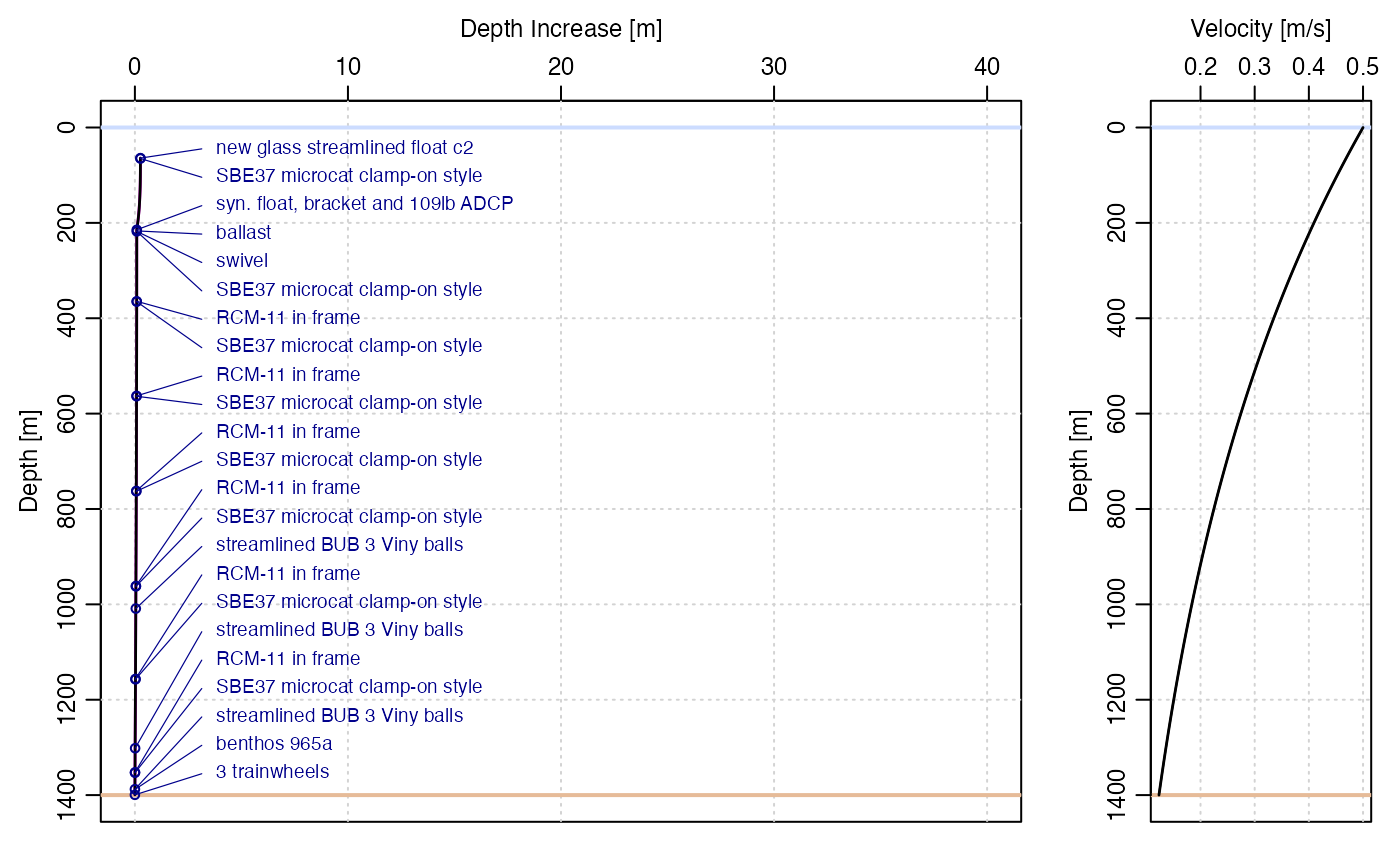 Depth Increase [m]
0 10 20 30 40
Depth [m]
0
200
400
600
800
1000
1200
1400
new glass streamlined float c2
SBE37 microcat clamp-on style
syn. float, bracket and 109lb ADCP
ballast
swivel
SBE37 microcat clamp-on style
RCM-11 in frame
SBE37 microcat clamp-on style
RCM-11 in frame
SBE37 microcat clamp-on style
RCM-11 in frame
SBE37 microcat clamp-on style
RCM-11 in frame
SBE37 microcat clamp-on style
streamlined BUB 3 Viny balls
RCM-11 in frame
SBE37 microcat clamp-on style
streamlined BUB 3 Viny balls
RCM-11 in frame
SBE37 microcat clamp-on style
streamlined BUB 3 Viny balls
benthos 965a
3 trainwheels
Velocity [m/s]
0.2 0.3 0.4 0.5
Depth [m]
0
200
400
600
800
1000
1200
1400